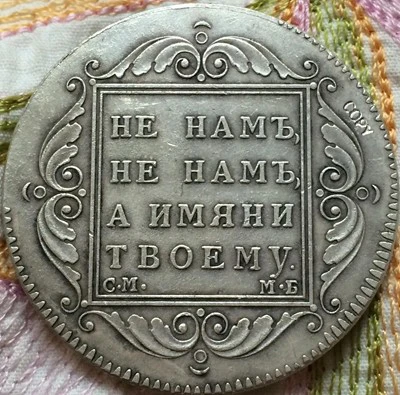 НЕ НАМЪ,
НЕ НАМЪ,
А ИМЯНИ
ТВОЕМУ.
С.М. М.Б
COPY